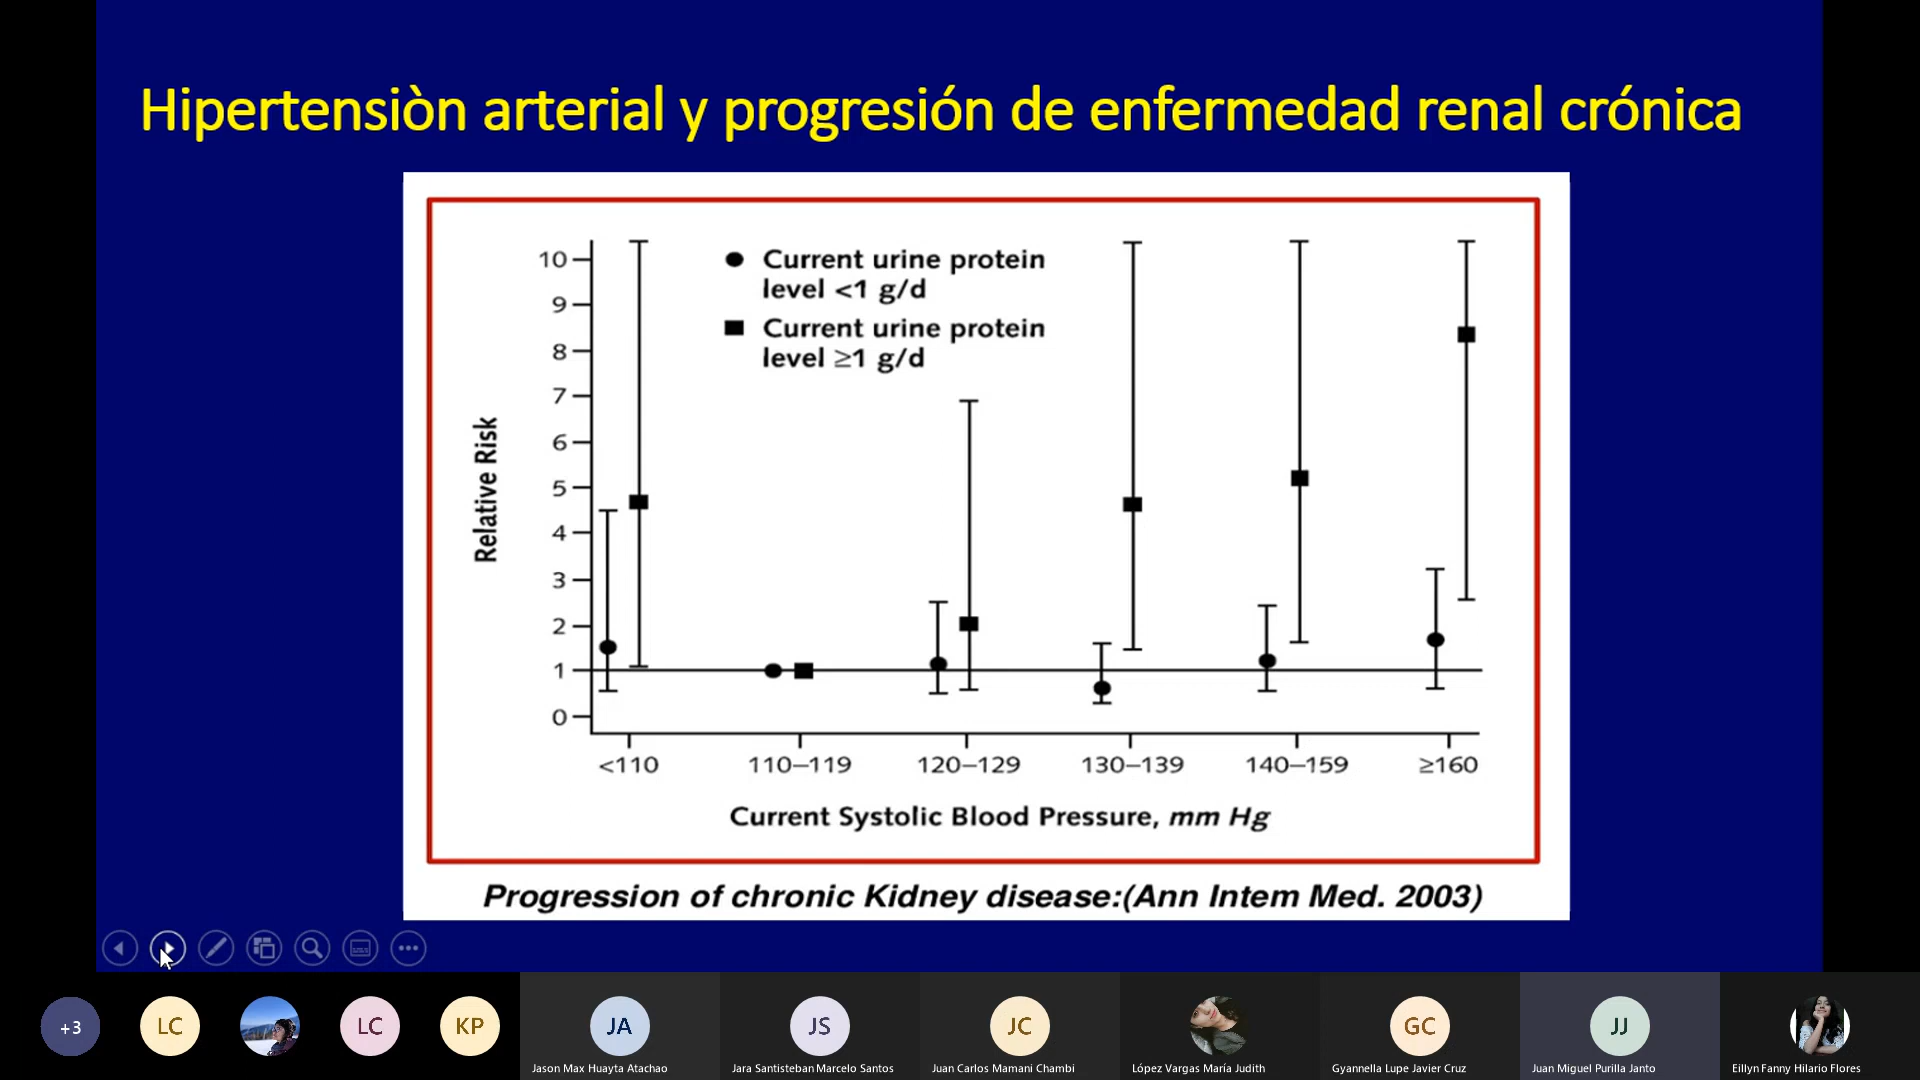 Hipertensiòn arterial y progresión de enfermedad renal crónica
10
9
8
7
6
5
4
3
2
1
0
Relative Risk
Current urine protein
level <1 g/d
Current urine protein
level ≥1 g/d
<110
110–119
120–129
130–139
140–159
≥160
Current Systolic Blood Pressure, mm Hg
Progression of chronic Kidney disease:(Ann Intem Med. 2003)
+3
LC
LC
KP
JA
JS
JC
GC
JJ
Jason Max Huayta Atachao
Jara Santisteban Marcelo Santos
Juan Carlos Mamani Chambi
López Vargas María Judith
Gyannella Lupe Javier Cruz
Juan Miguel Purilla Janto
Eillyn Fanny Hilario Flores